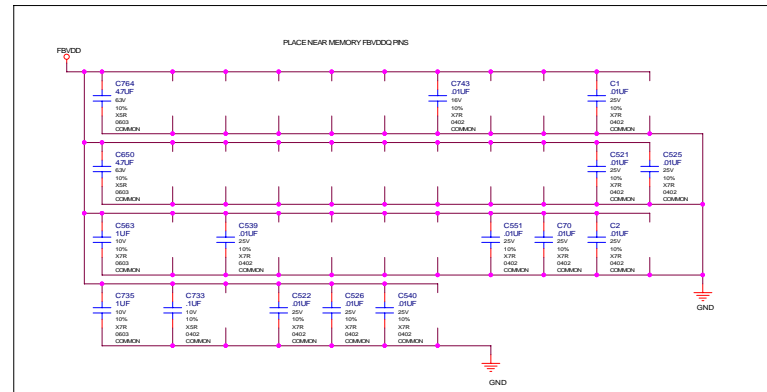 PLACE NEAR MEMORY FBVDDQ PINS
FBVDD
C764
4.7UF
6.3V
10%
X5R
0603
COMMON
C743
.01UF
16V
10%
X7R
0402
COMMON
C1
.01UF
25V
10%
X7R
0402
COMMON
C650
4.7UF
6.3V
10%
X5R
0603
COMMON
C521
.01UF
25V
10%
X7R
0402
COMMON
C525
.01UF
25V
10%
X7R
0402
COMMON
C563
1UF
10V
10%
X7R
0603
COMMON
C539
.01UF
25V
10%
X7R
0402
COMMON
C551
.01UF
25V
10%
X7R
0402
COMMON
C70
.01UF
25V
10%
X7R
0402
COMMON
C2
.01UF
25V
10%
X7R
0402
COMMON
C735
1UF
10V
10%
X7R
0603
COMMON
C733
.1UF
10V
10%
X5R
0402
COMMON
C522
.01UF
25V
10%
X7R
0402
COMMON
C526
.01UF
25V
10%
X7R
0402
COMMON
C540
.01UF
25V
10%
X7R
0402
COMMON
GND
GND